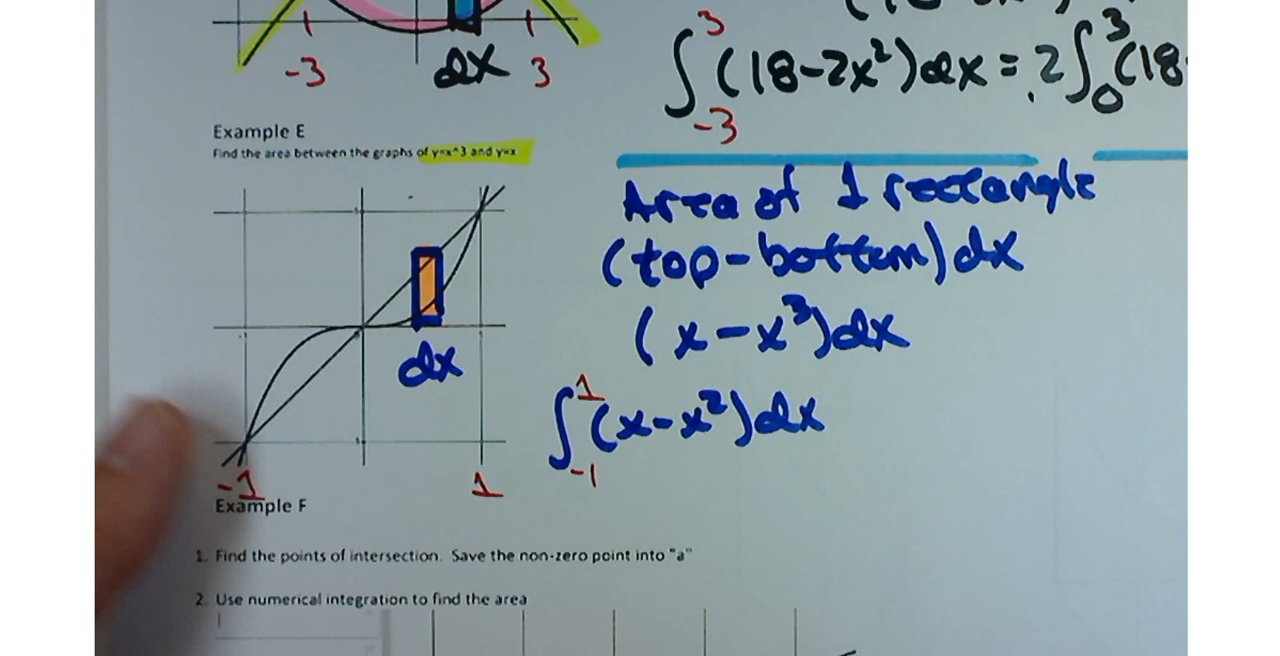 -3 dx 3
∫₋₃³ (18-2x²)dx = 2∫₀³ (18-
Example E
Find the area between the graphs of y=x^3 and y=x
Area of 1 rectangle
(top-bottom)dx
(x-x³)dx
dx
∫₋₁¹ (x-x²)dx
-1 1
Example F
1. Find the points of intersection. Save the non-zero point into "a"
2. Use numerical integration to find the area